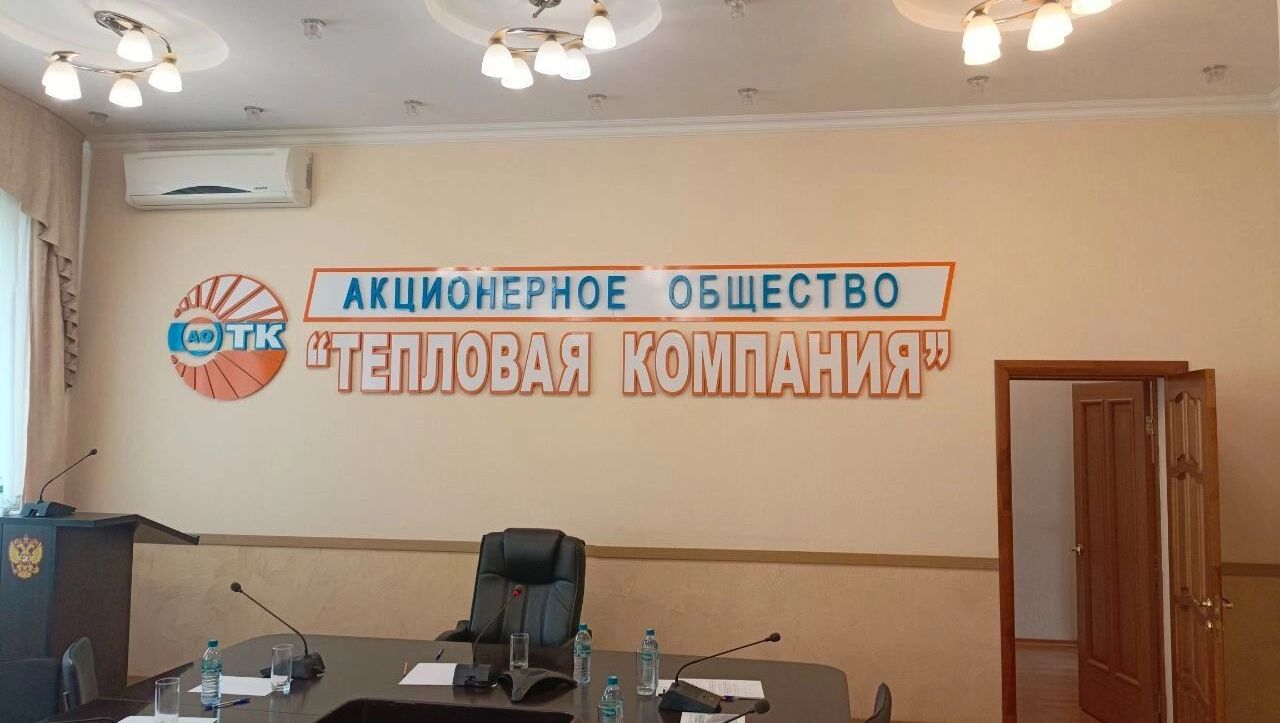 АКЦИОНЕРНОЕ ОБЩЕСТВО
АО ТК
“ТЕПЛОВАЯ КОМПАНИЯ”